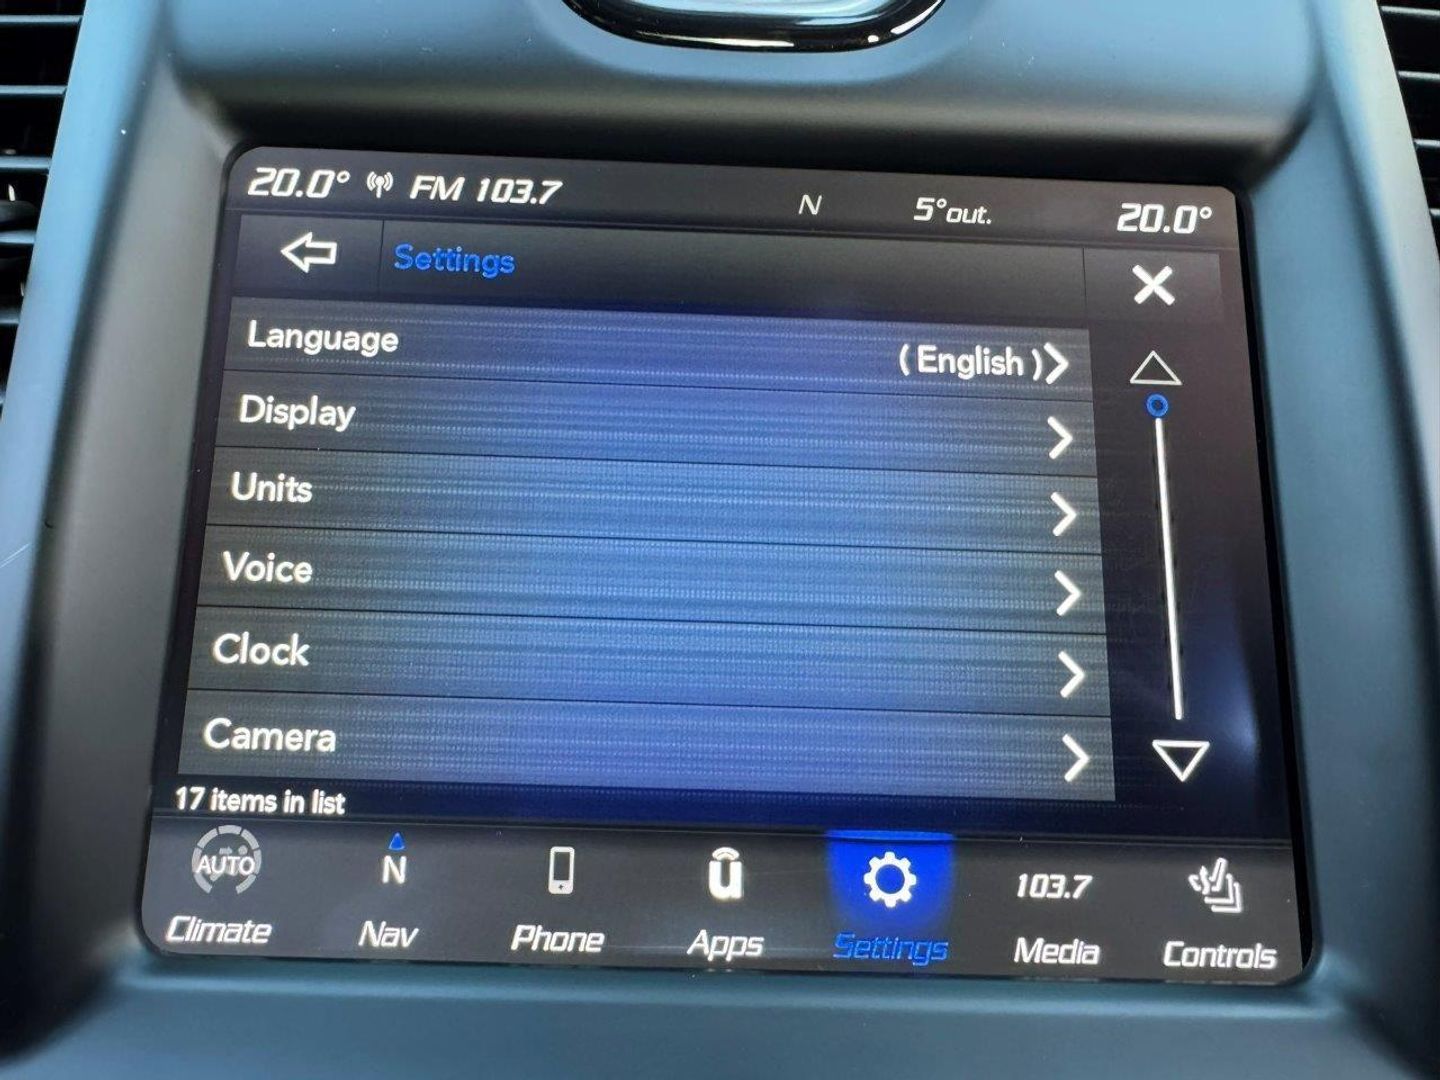 20.0° FM 103.7 N 5°out. 20.0°
Settings
Language (English)
Display
Units
Voice
Clock
Camera
17 items in list
AUTO N ū 103.7
Climate Nav Phone Apps Settings Media Controls